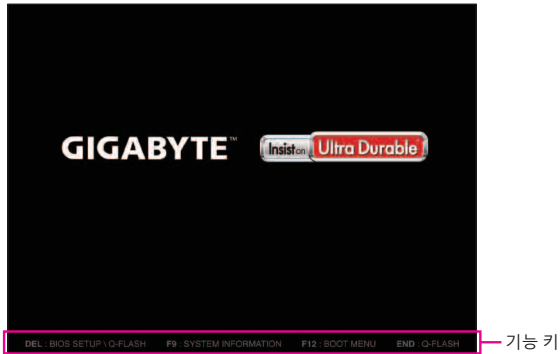 GIGABYTE™ Insist on Ultra Durable™
DEL : BIOS SETUP \ Q-FLASH F9 : SYSTEM INFORMATION F12 : BOOT MENU END : Q-FLASH
기능 키